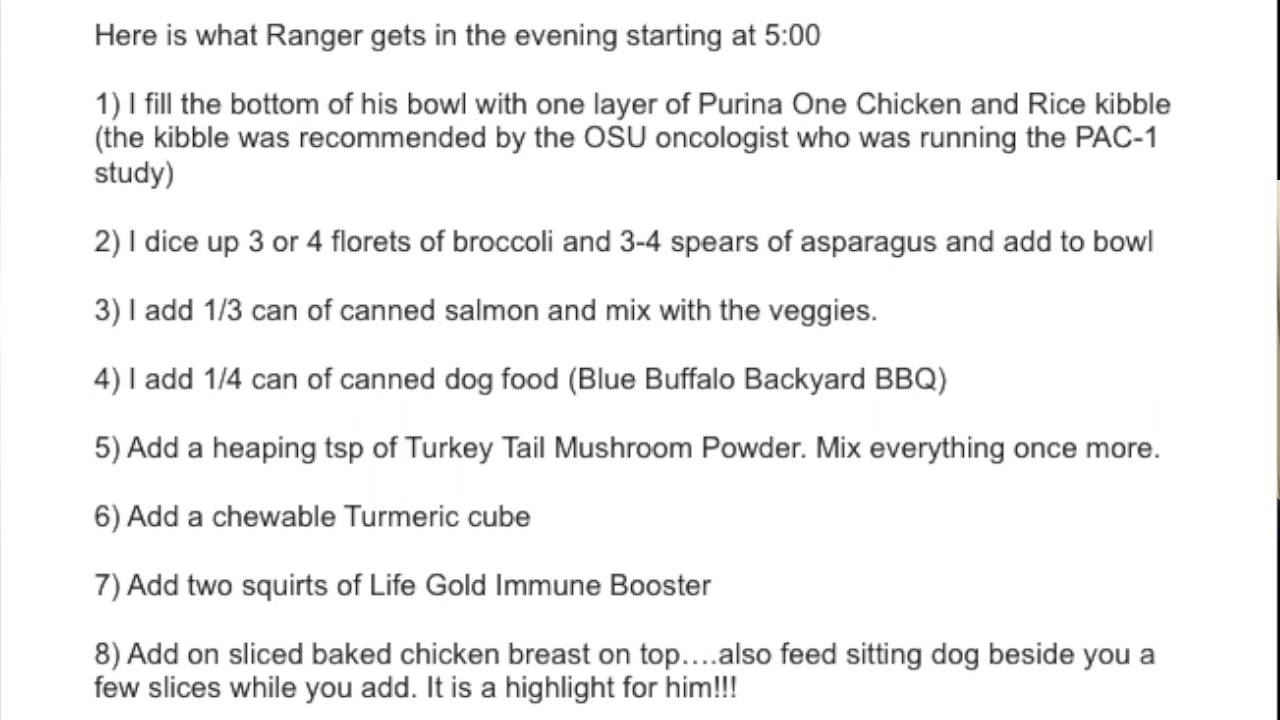 Here is what Ranger gets in the evening starting at 5:00
1) I fill the bottom of his bowl with one layer of Purina One Chicken and Rice kibble
(the kibble was recommended by the OSU oncologist who was running the PAC-1
study)
2) I dice up 3 or 4 florets of broccoli and 3-4 spears of asparagus and add to bowl
3) I add 1/3 can of canned salmon and mix with the veggies.
4) I add 1/4 can of canned dog food (Blue Buffalo Backyard BBQ)
5) Add a heaping tsp of Turkey Tail Mushroom Powder. Mix everything once more.
6) Add a chewable Turmeric cube
7) Add two squirts of Life Gold Immune Booster
8) Add on sliced baked chicken breast on top....also feed sitting dog beside you a
few slices while you add. It is a highlight for him!!!